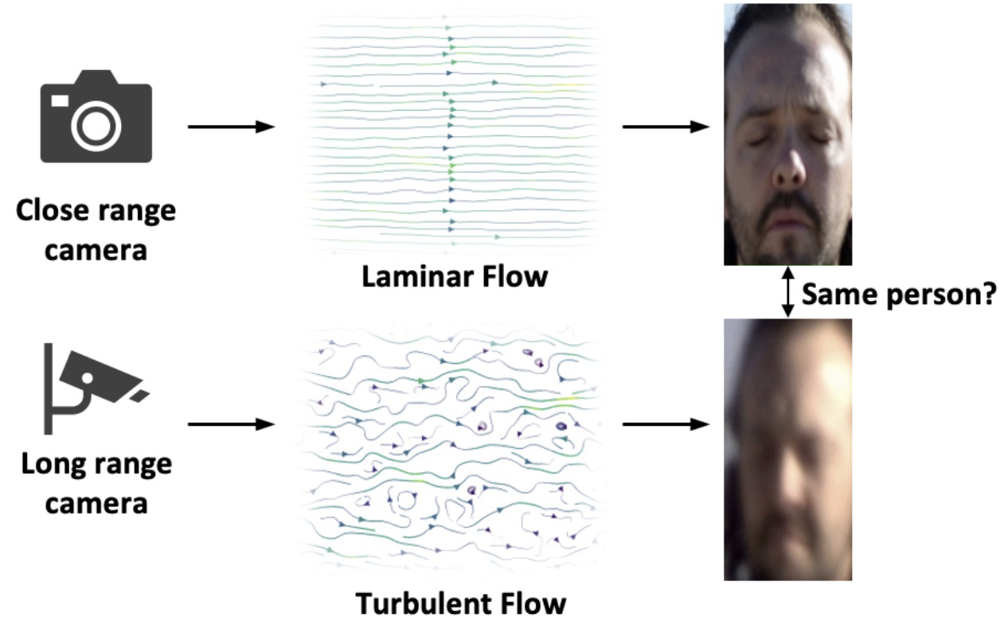 Close range
camera
Laminar Flow
Same person?
Long range
camera
Turbulent Flow